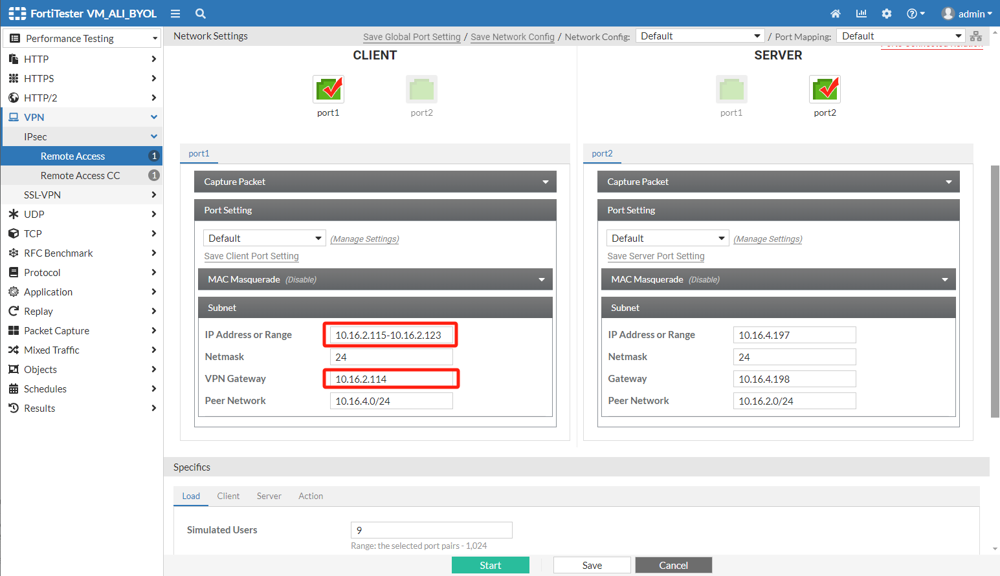 FortiTester VM_ALI_BYOL
admin
Performance Testing
Network Settings
Save Global Port Setting / Save Network Config / Network Config: Default / Port Mapping: Default
HTTP
HTTPS
HTTP/2
VPN
IPsec
Remote Access 1
Remote Access CC 1
SSL-VPN
UDP
TCP
RFC Benchmark
Protocol
Application
Replay
Packet Capture
Mixed Traffic
Objects
Schedules
Results
CLIENT
port1
port2
port1
Capture Packet
Port Setting
Default
(Manage Settings)
Save Client Port Setting
MAC Masquerade (Disable)
Subnet
IP Address or Range 10.16.2.115-10.16.2.123
Netmask 24
VPN Gateway 10.16.2.114
Peer Network 10.16.4.0/24
SERVER
port1
port2
port2
Capture Packet
Port Setting
Default
(Manage Settings)
Save Server Port Setting
MAC Masquerade (Disable)
Subnet
IP Address or Range 10.16.4.197
Netmask 24
Gateway 10.16.4.198
Peer Network 10.16.2.0/24
Specifics
Load Client Server Action
Simulated Users 9
Range: the selected port pairs - 1,024
Start
Save
Cancel